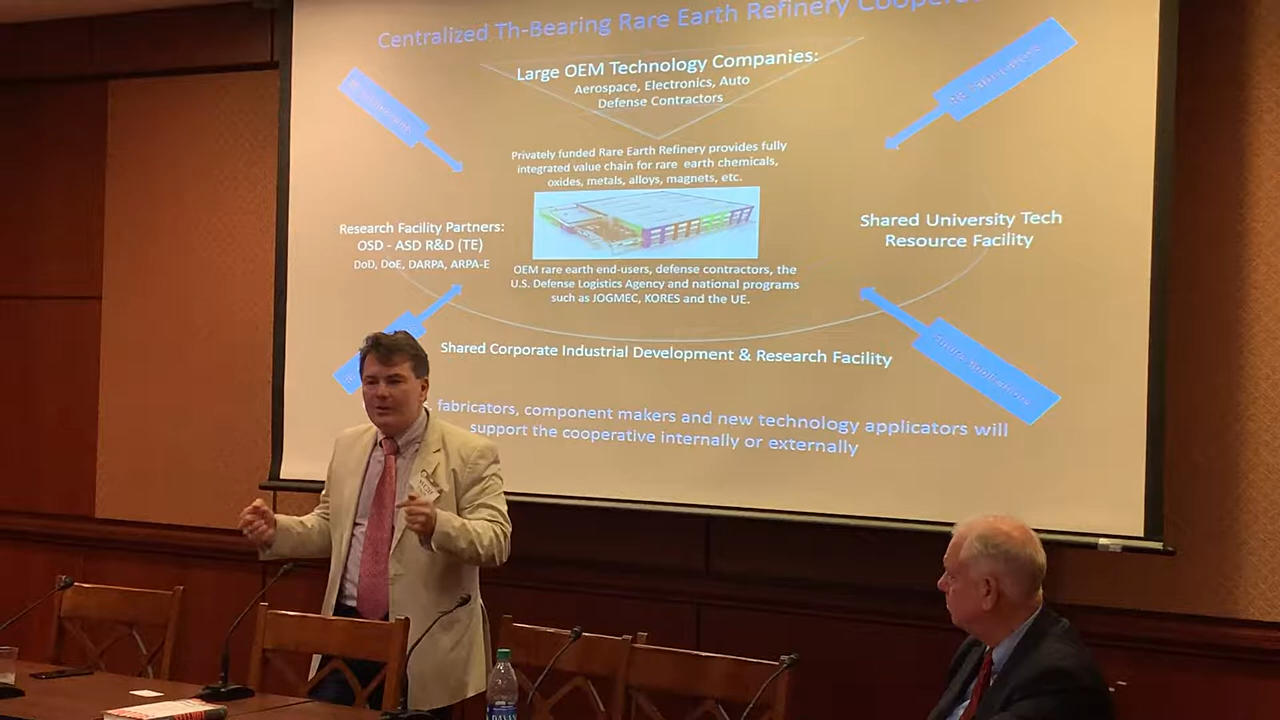 Centralized Th-Bearing Rare Earth Refinery
Large OEM Technology Companies:
Aerospace, Electronics, Auto
Defense Contractors
Privately funded Rare Earth Refinery provides fully
integrated value chain for rare earth chemicals,
oxides, metals, alloys, magnets, etc.
Research Facility Partners:
OSD - ASD R&D (TE)
DoD, DoE, DARPA, ARPA-E
Shared University Tech
Resource Facility
OEM rare earth end-users, defense contractors, the
U.S. Defense Logistics Agency and national programs
such as JOGMEC, KORES and the UE.
Shared Corporate Industrial Development & Research Facility
Future Applications
fabricators, component makers and new technology applicators will
support the cooperative internally or externally